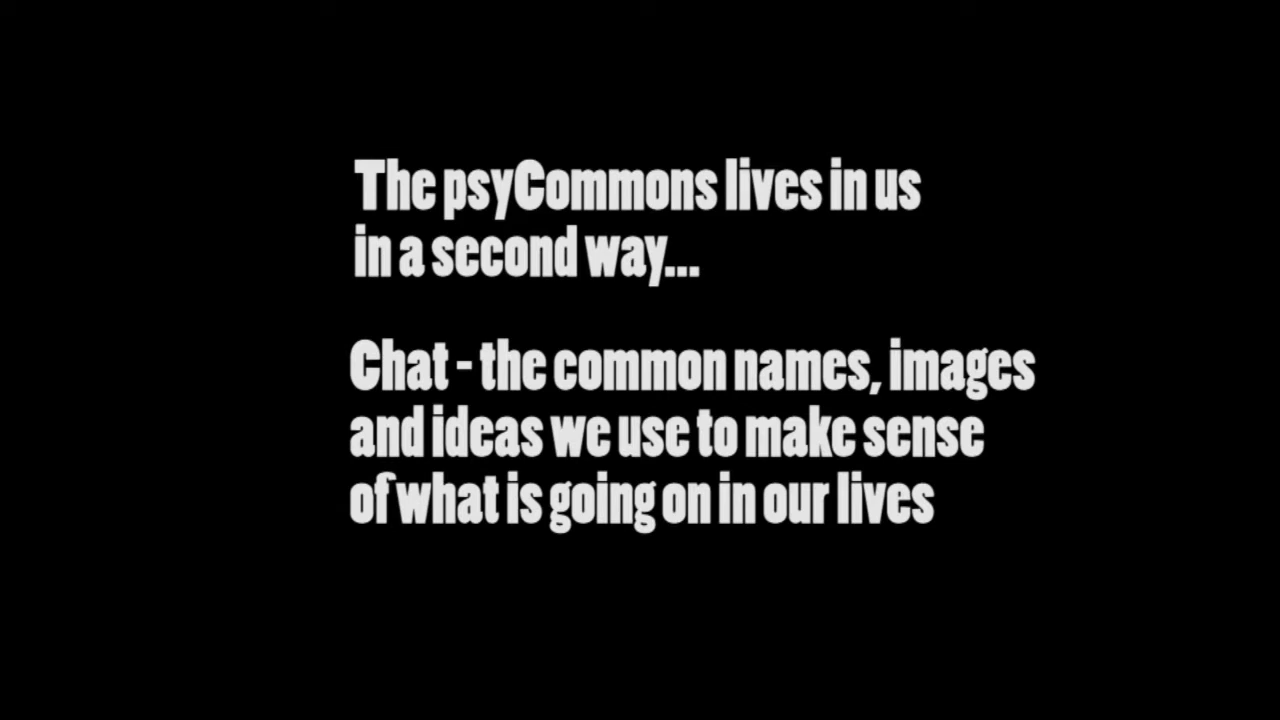 The psyCommons lives in us
in a second way...
Chat - the common names, images
and ideas we use to make sense
of what is going on in our lives